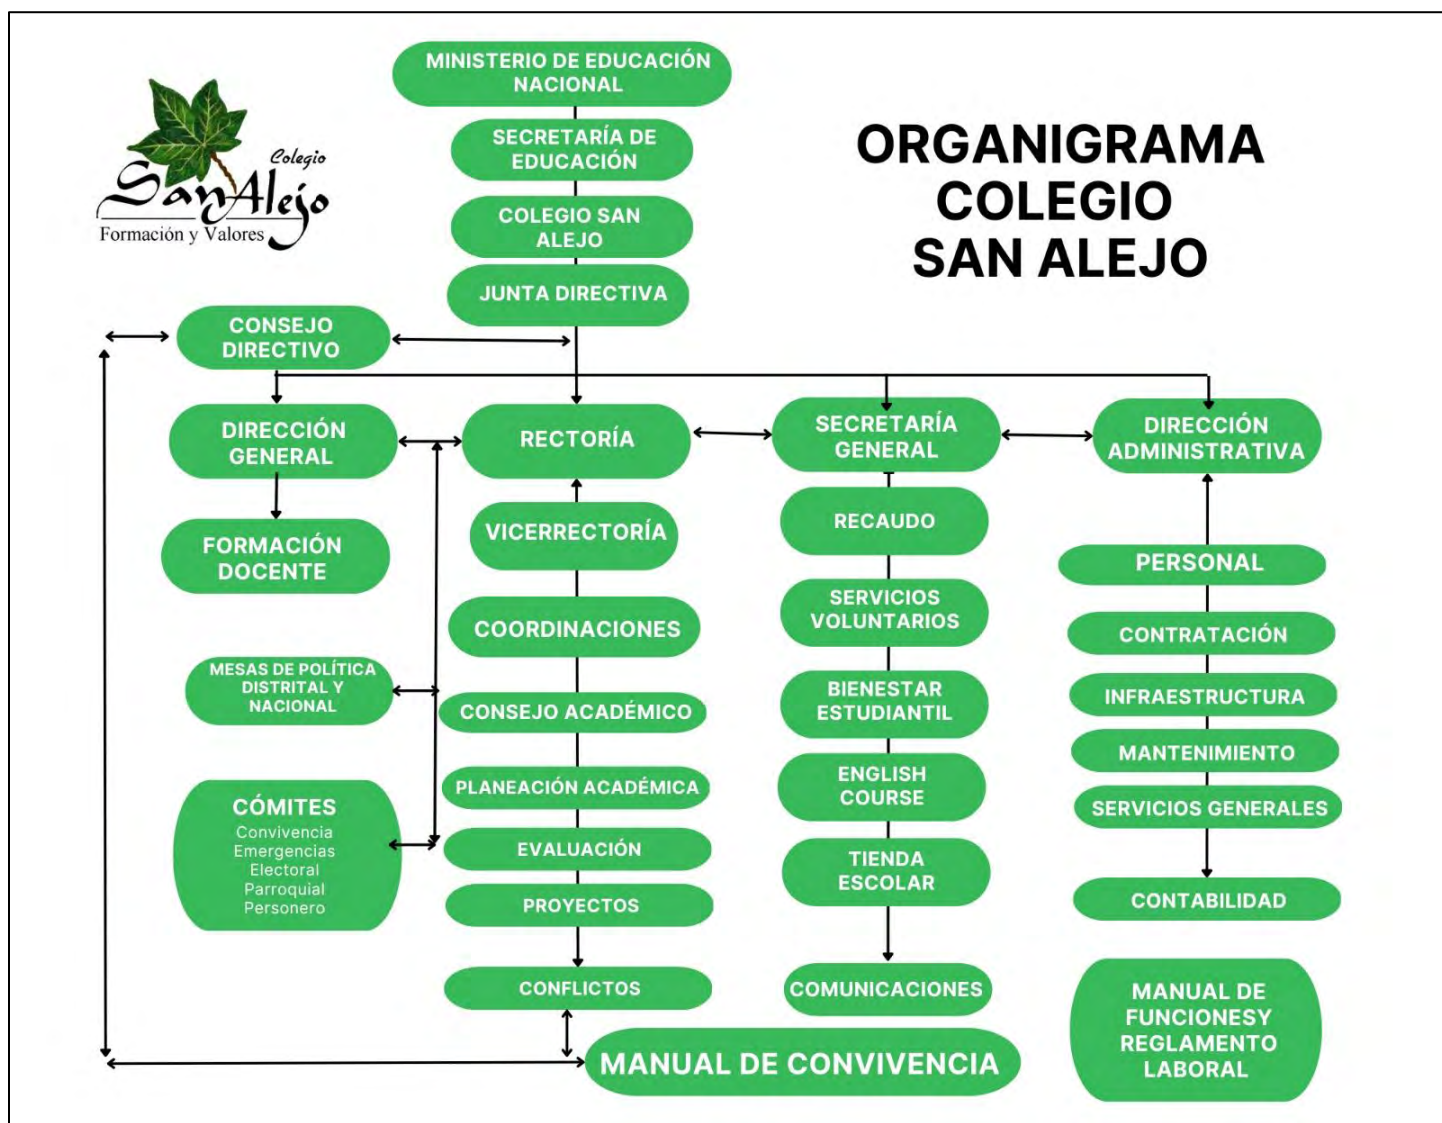 Colegio
San Alejo
Formación y Valores
ORGANIGRAMA
COLEGIO
SAN ALEJO
MINISTERIO DE EDUCACIÓN
NACIONAL
SECRETARÍA DE
EDUCACIÓN
COLEGIO SAN
ALEJO
JUNTA DIRECTIVA
CONSEJO
DIRECTIVO
DIRECCIÓN
GENERAL
RECTORÍA
SECRETARÍA
GENERAL
DIRECCIÓN
ADMINISTRATIVA
FORMACIÓN
DOCENTE
MESAS DE POLÍTICA
DISTRITAL Y
NACIONAL
CÓMITES
Convivencia
Emergencias
Electoral
Parroquial
Personero
VICERRECTORÍA
COORDINACIONES
CONSEJO ACADÉMICO
PLANEACIÓN ACADÉMICA
EVALUACIÓN
PROYECTOS
CONFLICTOS
RECAUDO
SERVICIOS
VOLUNTARIOS
BIENESTAR
ESTUDIANTIL
ENGLISH
COURSE
TIENDA
ESCOLAR
COMUNICACIONES
PERSONAL
CONTRATACIÓN
INFRAESTRUCTURA
MANTENIMIENTO
SERVICIOS GENERALES
CONTABILIDAD
MANUAL DE
FUNCIONESY
REGLAMENTO
LABORAL
MANUAL DE CONVIVENCIA